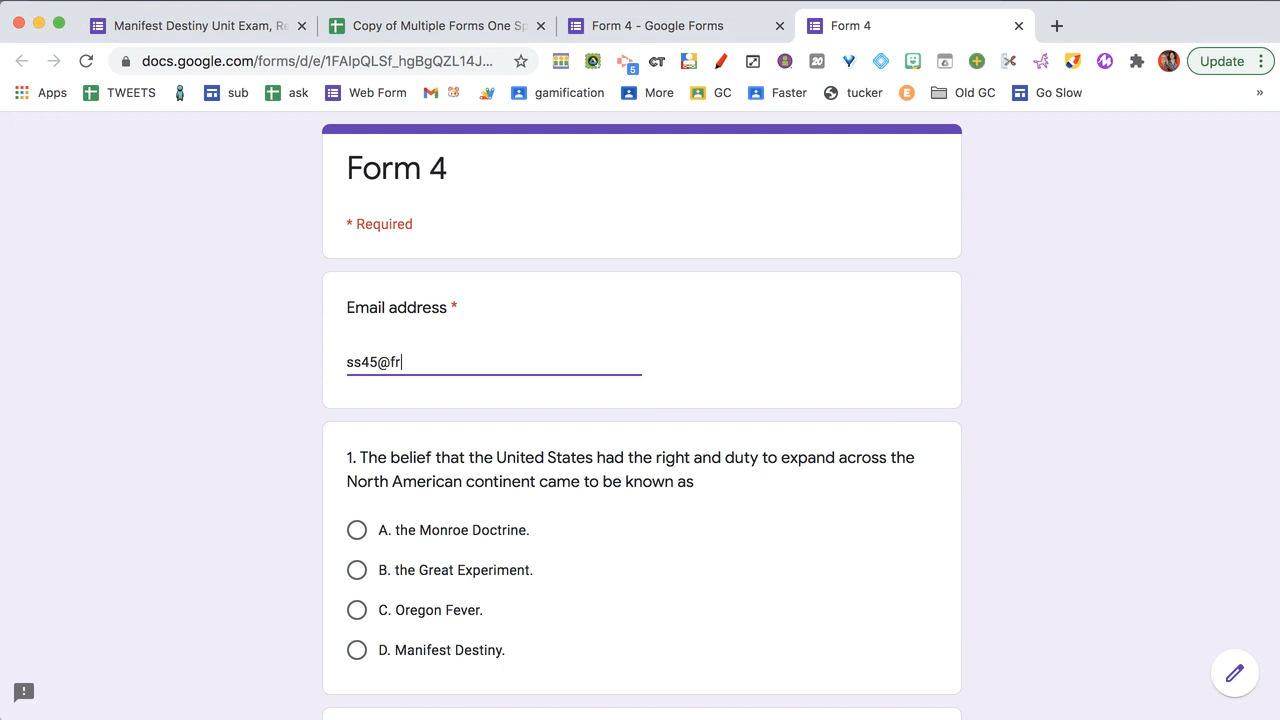 Manifest Destiny Unit Exam, Re
Copy of Multiple Forms One Sp
Form 4 - Google Forms
Form 4
docs.google.com/forms/d/e/1FAIpQLSf_hgBgQZL14J...
5
CT
20
Update
Apps
TWEETS
sub
ask
Web Form
gamification
More
GC
Faster
tucker
E
Old GC
Go Slow
»
Form 4
* Required
Email address *
ss45@fr
1. The belief that the United States had the right and duty to expand across the
North American continent came to be known as
A. the Monroe Doctrine.
B. the Great Experiment.
C. Oregon Fever.
D. Manifest Destiny.